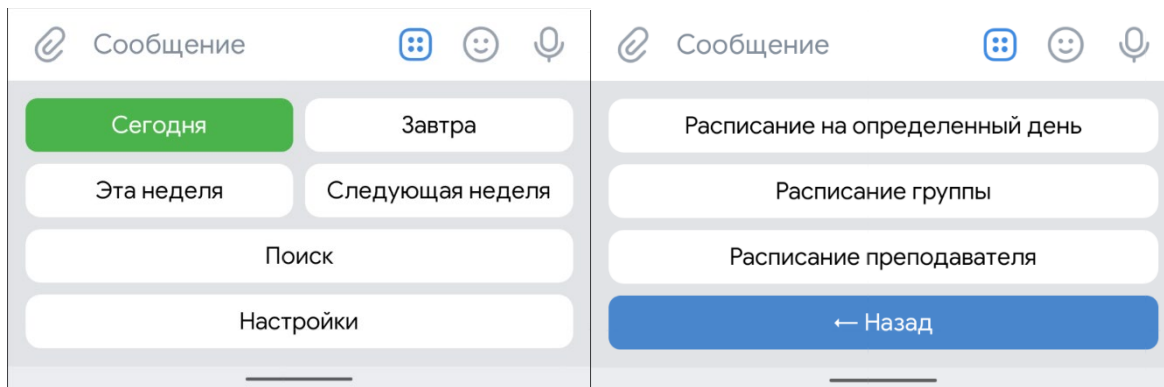 Сообщение
Сегодня
Завтра
Эта неделя
Следующая неделя
Поиск
Настройки
Сообщение
Расписание на определенный день
Расписание группы
Расписание преподавателя
← Назад